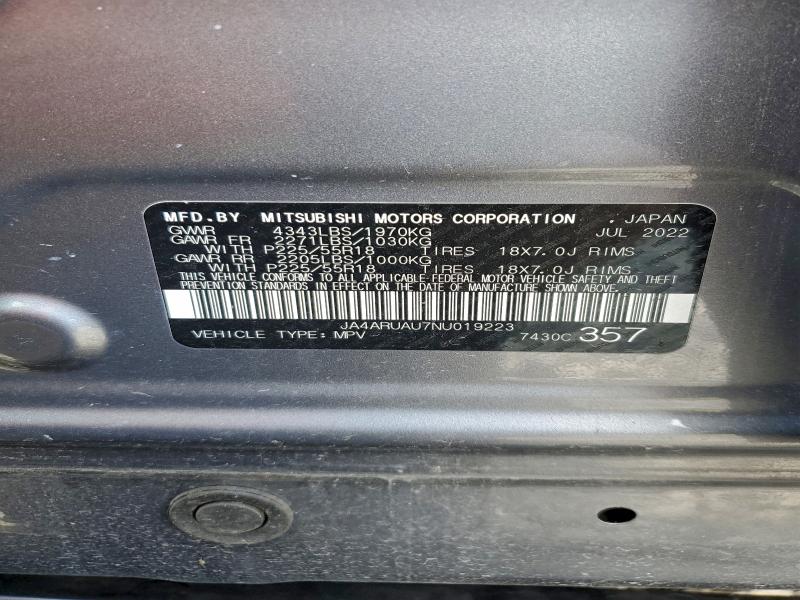 MFD.BY MITSUBISHI MOTORS CORPORATION . JAPAN
GVWR 4343LBS/1970KG JUL 2022
GAWR FR 2271LBS/1030KG
WITH P225/55R18 TIRES 18X7.0J RIMS
GAWR RR 2205LBS/1000KG
WITH P225/55R18 TIRES 18X7.0J RIMS
THIS VEHICLE CONFORMS TO ALL APPLICABLE FEDERAL MOTOR VEHICLE SAFETY AND THEFT
PREVENTION STANDARDS IN EFFECT ON THE DATE OF MANUFACTURE SHOWN ABOVE.
JA4ARUAU7NU019223
VEHICLE TYPE: MPV 7430C 357